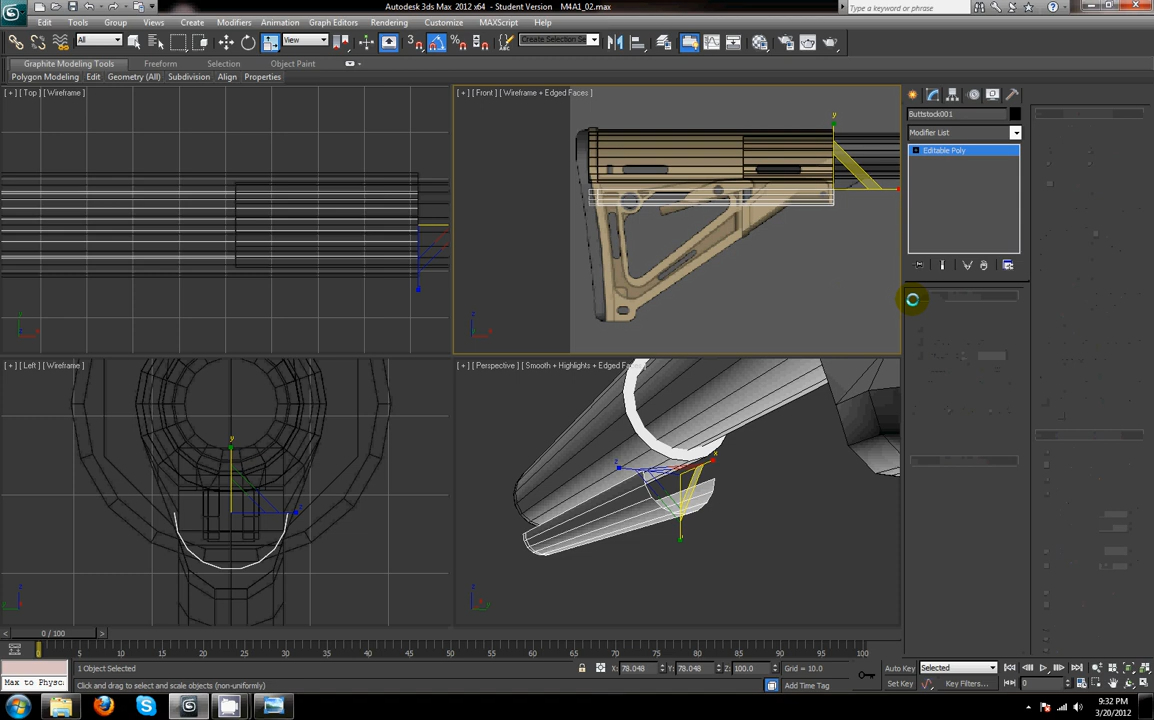 Autodesk 3ds Max 2012 x64 - Student Version M4A1_02.max
Type a keyword or phrase
Edit Tools Group Views Create Modifiers Animation Graph Editors Rendering Customize MAXScript Help
All View Create Selection Se
Graphite Modeling Tools Freeform Selection Object Paint
Polygon Modeling Edit Geometry (All) Subdivision Align Properties
[ + ] [ Top ] [ Wireframe ]
[ + ] [ Front ] [ Wireframe + Edged Faces ]
Buttstock001
Modifier List
Editable Poly
[ + ] [ Left ] [ Wireframe ]
[ + ] [ Perspective ] [ Smooth + Highlights + Edged Faces ]
0 / 100
0 5 10 15 20 25 30 35 40 45 50 55 60 65 70 75 80 85 90 95 100
1 Object Selected
X: 78.048 Y: 78.048 Z: 100.0 Grid = 10.0
Auto Key Selected
Max to Physc
Click and drag to select and scale objects (non-uniformly)
Add Time Tag
Set Key Key Filters... 0
9:32 PM
3/20/2012